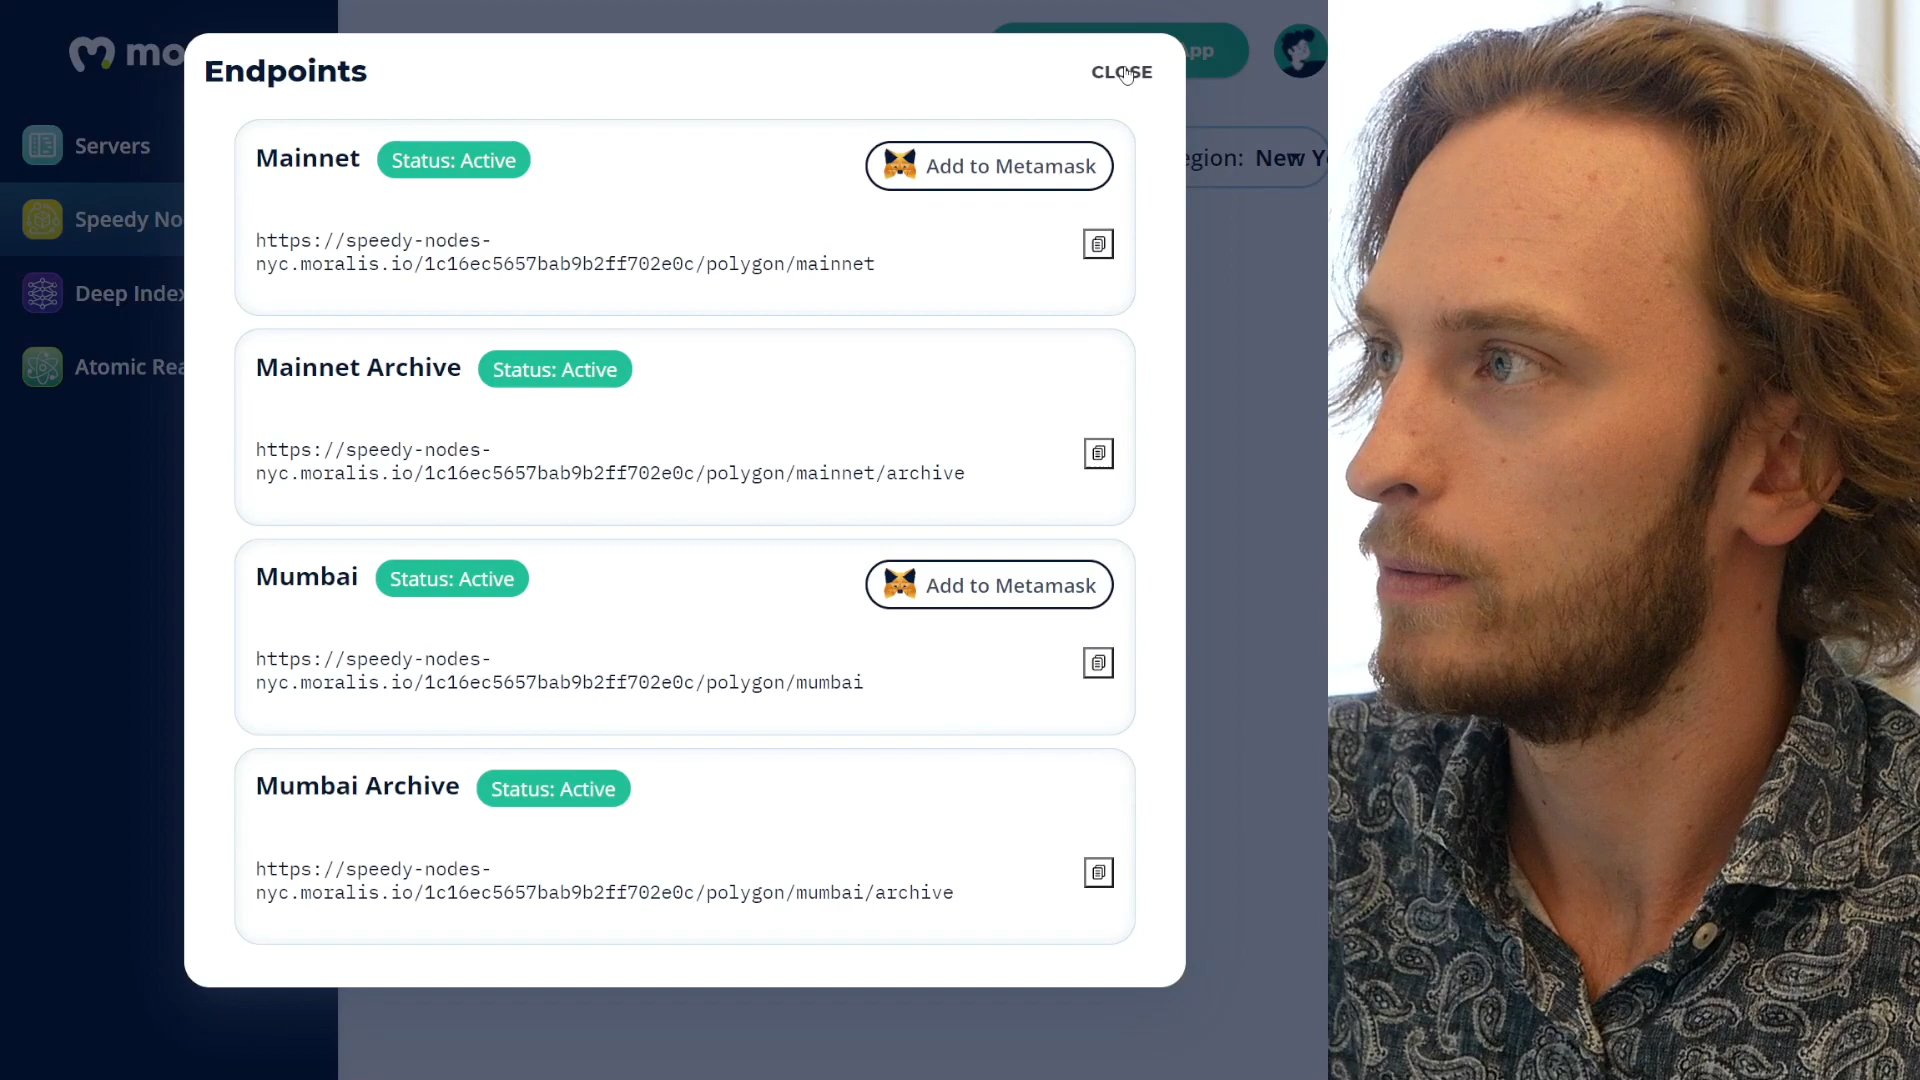 mo
Servers
Speedy No
Deep Index
Atomic Rea
Endpoints
CLOSE
pp
Mainnet
Status: Active
Add to Metamask
egion: New Y
https://speedy-nodes-
nyc.moralis.io/1c16ec5657bab9b2ff702e0c/polygon/mainnet
Mainnet Archive
Status: Active
https://speedy-nodes-
nyc.moralis.io/1c16ec5657bab9b2ff702e0c/polygon/mainnet/archive
Mumbai
Status: Active
Add to Metamask
https://speedy-nodes-
nyc.moralis.io/1c16ec5657bab9b2ff702e0c/polygon/mumbai
Mumbai Archive
Status: Active
https://speedy-nodes-
nyc.moralis.io/1c16ec5657bab9b2ff702e0c/polygon/mumbai/archive